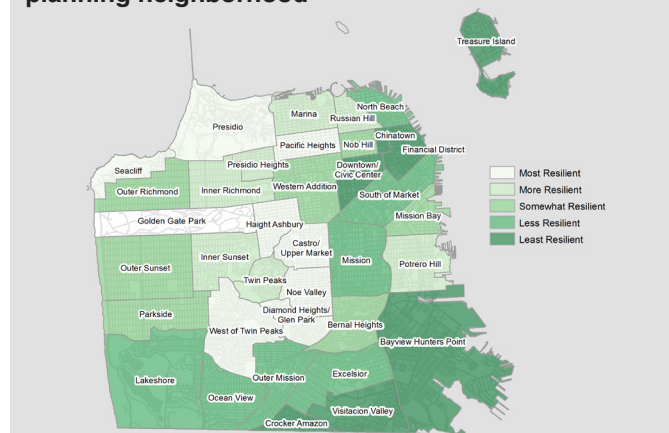 planning neighborhood
Treasure Island
North Beach
Marina
Russian Hill
Presidio
Chinatown
Pacific Heights
Nob Hill
Financial District
Presidio Heights
Downtown/
Civic Center
Seacliff
Outer Richmond
Inner Richmond
Western Addition
South of Market
Golden Gate Park
Haight Ashbury
Mission Bay
Castro/
Upper Market
Inner Sunset
Mission
Outer Sunset
Potrero Hill
Twin Peaks
Noe Valley
Parkside
Diamond Heights/
Glen Park
West of Twin Peaks
Bernal Heights
Bayview Hunters Point
Lakeshore
Outer Mission
Excelsior
Ocean View
Visitacion Valley
Crocker Amazon
Most Resilient
More Resilient
Somewhat Resilient
Less Resilient
Least Resilient